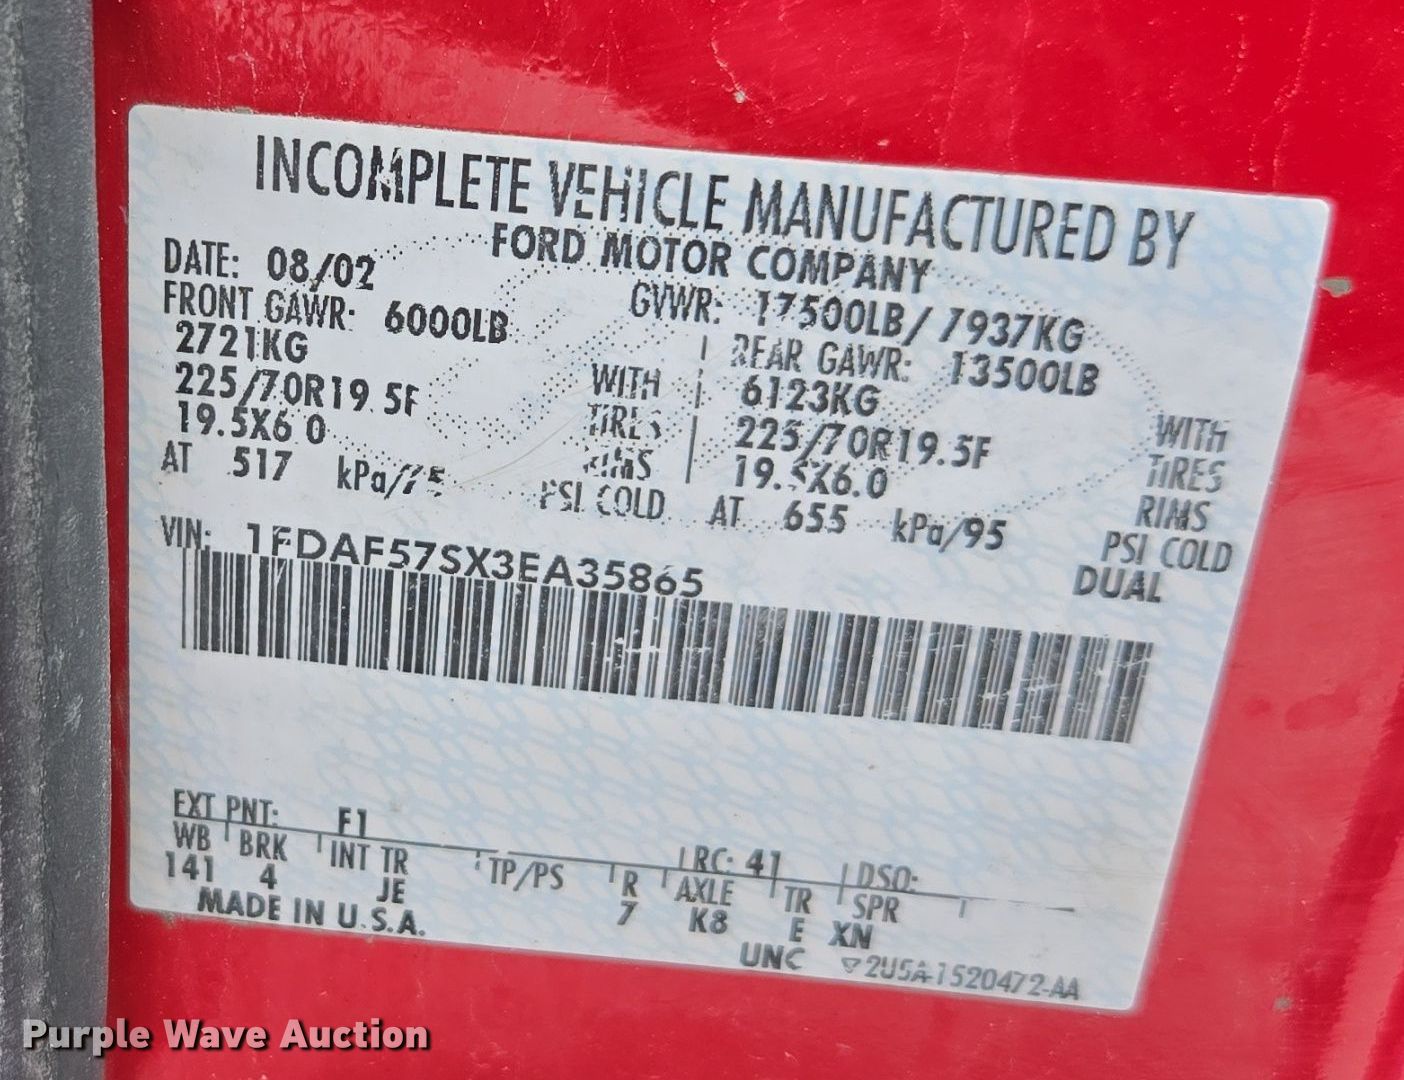 INCOMPLETE VEHICLE MANUFACTURED BY
FORD MOTOR COMPANY
DATE: 08/02 GVWR: 17500LB/ 7937KG
FRONT GAWR: 6000LB REAR GAWR: 13500LB
2721KG WITH 6123KG WITH
225/70R19.5F TIRES 225/70R19.5F TIRES
19.5X6.0 RIMS 19.5X6.0 RIMS
AT 517 kPa/75 PSI COLD AT 655 kPa/95 PSI COLD
DUAL
VIN: 1FDAF57SX3EA35865
EXT PNT: F1 RC: 41 DSO:
WB BRK INT TR TP/PS R AXLE TR SPR
141 4 JE 7 K8 E XN
MADE IN U.S.A. UNC 2U5A-1520472-AA
Purple Wave Auction